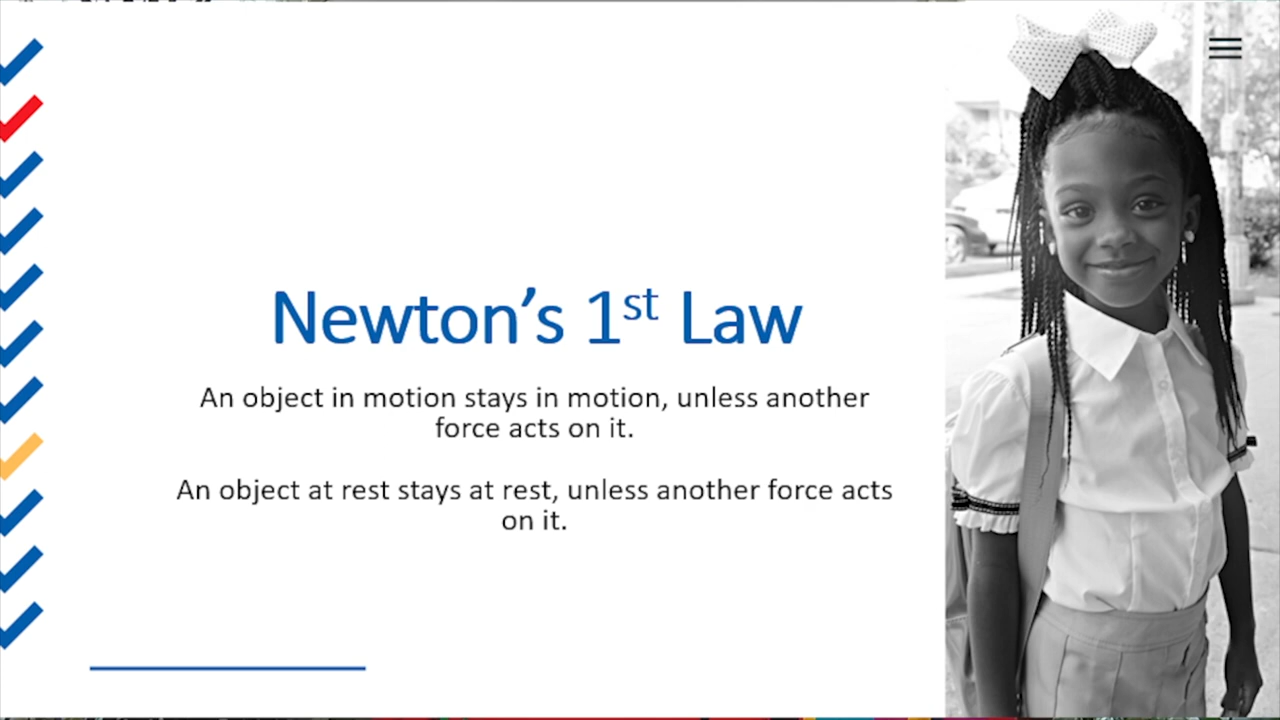 Newton’s 1st Law
An object in motion stays in motion, unless another
force acts on it.
An object at rest stays at rest, unless another force acts
on it.